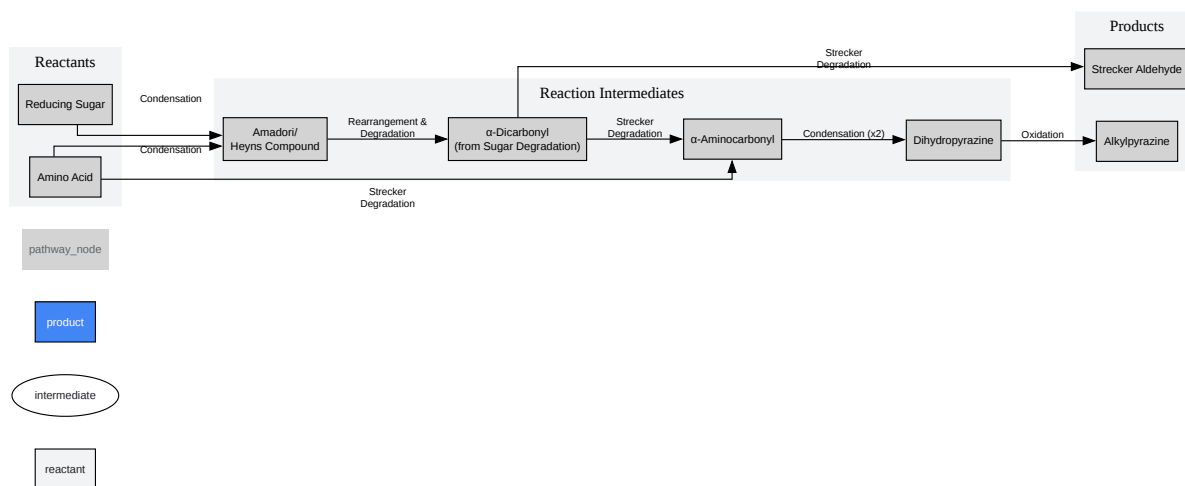 Products
Reactants
Strecker
Degradation
Strecker Aldehyde
Reaction Intermediates
Reducing Sugar
Condensation
Amadori/
Heyns Compound
Rearrangement &
Degradation
α-Dicarbonyl
(from Sugar Degradation)
Strecker
Degradation
α-Aminocarbonyl
Condensation (x2)
Dihydropyrazine
Oxidation
Alkylpyrazine
Condensation
Amino Acid
Strecker
Degradation
pathway_node
product
intermediate
reactant